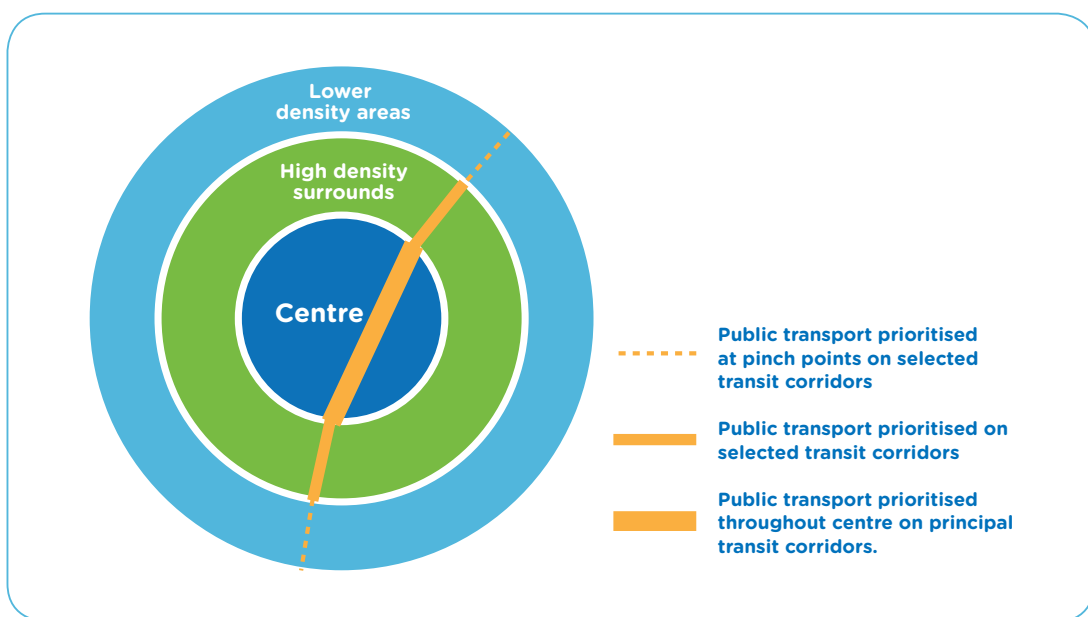 Lower
density areas
High density
surrounds
Centre
Public transport prioritised
at pinch points on selected
transit corridors
Public transport prioritised on
selected transit corridors
Public transport prioritised
throughout centre on principal
transit corridors.